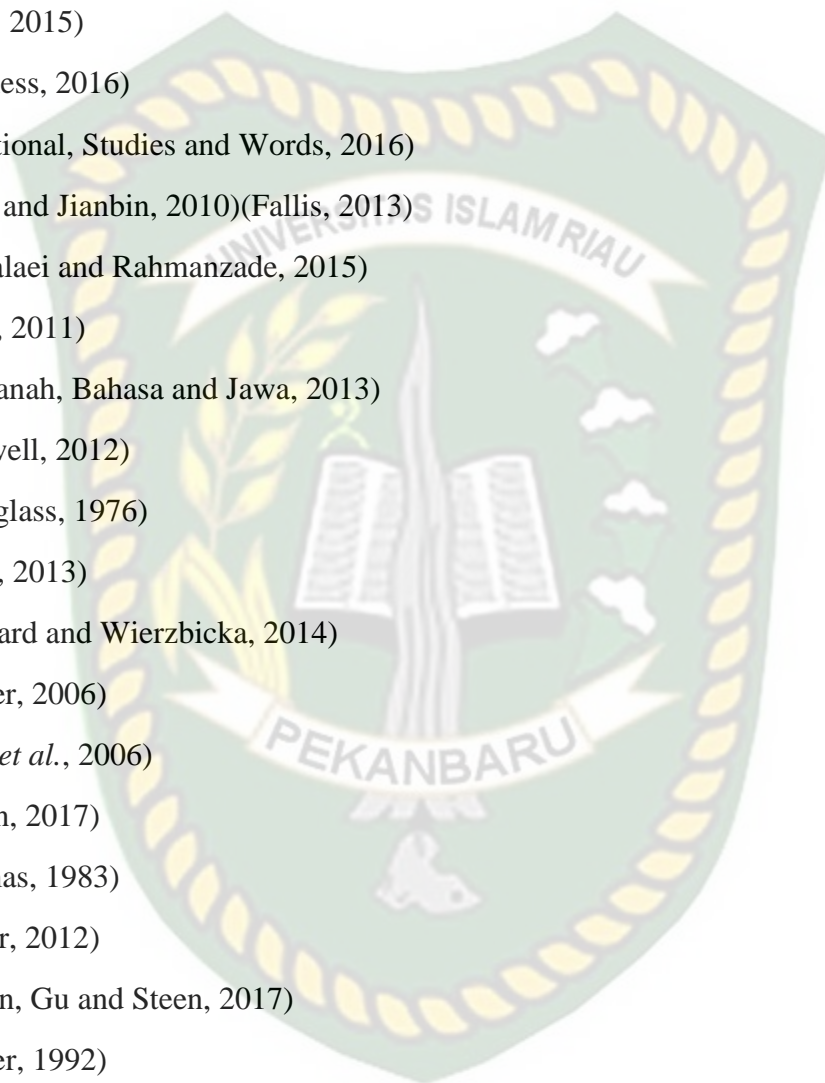 2015)
ess, 2016)
tional, Studies and Words, 2016)
and Jianbin, 2010)(Fallis, 2013)
alaei and Rahmanzade, 2015)
, 2011)
anah, Bahasa and Jawa, 2013)
vell, 2012)
glass, 1976)
, 2013)
ard and Wierzbicka, 2014)
er, 2006)
et al., 2006)
n, 2017)
nas, 1983)
r, 2012)
n, Gu and Steen, 2017)
er, 1992)
UNIVERSITAS ISLAM RIAU
PEKANBARU